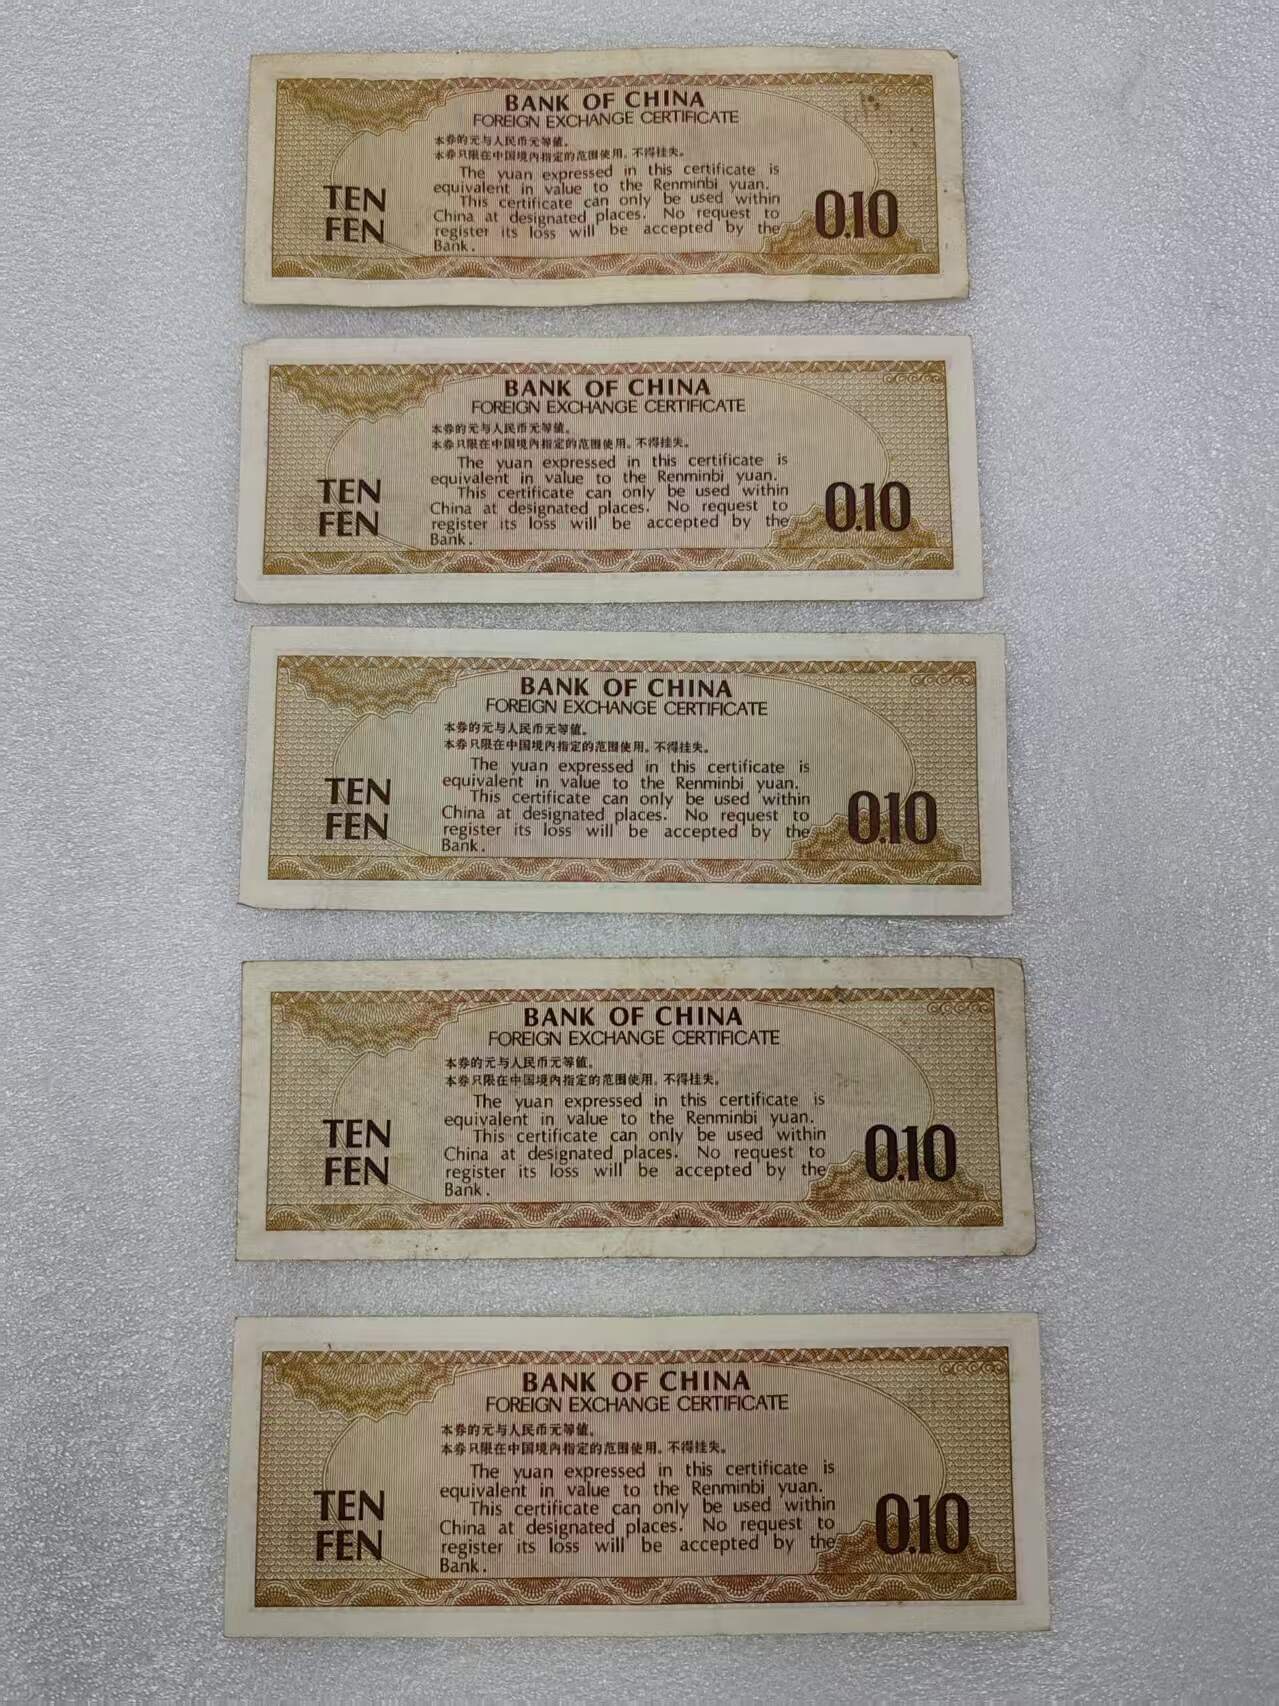 BANK OF CHINA
FOREIGN EXCHANGE CERTIFICATE
本券的元与人民币元等值。
本券只限在中国境内指定的范围使用，不得挂失。
The yuan expressed in this certificate is
equivalent in value to the Renminbi yuan.
This certificate can only be used within
China at designated places. No request to
register its loss will be accepted by the
Bank.
TEN
FEN
0.10
BANK OF CHINA
FOREIGN EXCHANGE CERTIFICATE
本券的元与人民币元等值。
本券只限在中国境内指定的范围使用，不得挂失。
The yuan expressed in this certificate is
equivalent in value to the Renminbi yuan.
This certificate can only be used within
China at designated places. No request to
register its loss will be accepted by the
Bank.
TEN
FEN
0.10
BANK OF CHINA
FOREIGN EXCHANGE CERTIFICATE
本券的元与人民币元等值。
本券只限在中国境内指定的范围使用，不得挂失。
The yuan expressed in this certificate is
equivalent in value to the Renminbi yuan.
This certificate can only be used within
China at designated places. No request to
register its loss will be accepted by the
Bank.
TEN
FEN
0.10
BANK OF CHINA
FOREIGN EXCHANGE CERTIFICATE
本券的元与人民币元等值。
本券只限在中国境内指定的范围使用，不得挂失。
The yuan expressed in this certificate is
equivalent in value to the Renminbi yuan.
This certificate can only be used within
China at designated places. No request to
register its loss will be accepted by the
Bank.
TEN
FEN
0.10
BANK OF CHINA
FOREIGN EXCHANGE CERTIFICATE
本券的元与人民币元等值。
本券只限在中国境内指定的范围使用，不得挂失。
The yuan expressed in this certificate is
equivalent in value to the Renminbi yuan.
This certificate can only be used within
China at designated places. No request to
register its loss will be accepted by the
Bank.
TEN
FEN
0.10